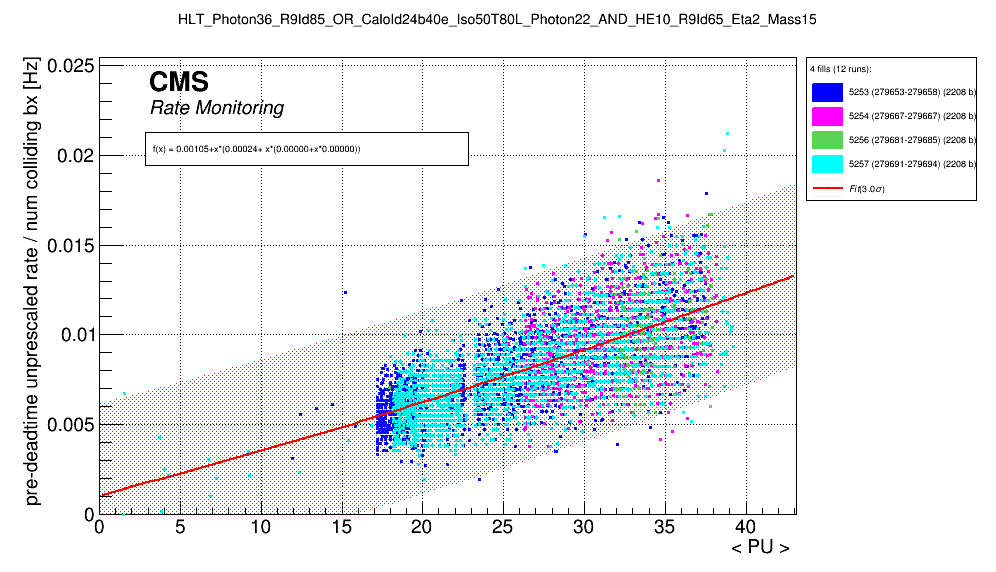 HLT_Photon36_R9Id85_OR_CaloId24b40e_Iso50T80L_Photon22_AND_HE10_R9Id65_Eta2_Mass15
pre-deadtime unprescaled rate / num colliding bx [Hz]
0.025
0.02
0.015
0.01
0.005
0
CMS
Rate Monitoring
f(x) = 0.00105+x*(0.00024+ x*(0.00000+x*0.00000))
0 5 10 15 20 25 30 35 40
< PU >
4 fills (12 runs):
5253 (279653-279658) (2208 b)
5254 (279667-279667) (2208 b)
5256 (279681-279685) (2208 b)
5257 (279691-279694) (2208 b)
Fit(3.0σ)